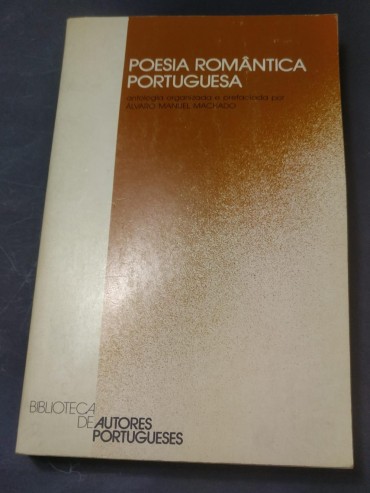 POESIA ROMÂNTICA
PORTUGUESA
antologia organizada e prefaciada por
ÁLVARO MANUEL MACHADO
BIBLIOTECA
DE AUTORES
PORTUGUESES